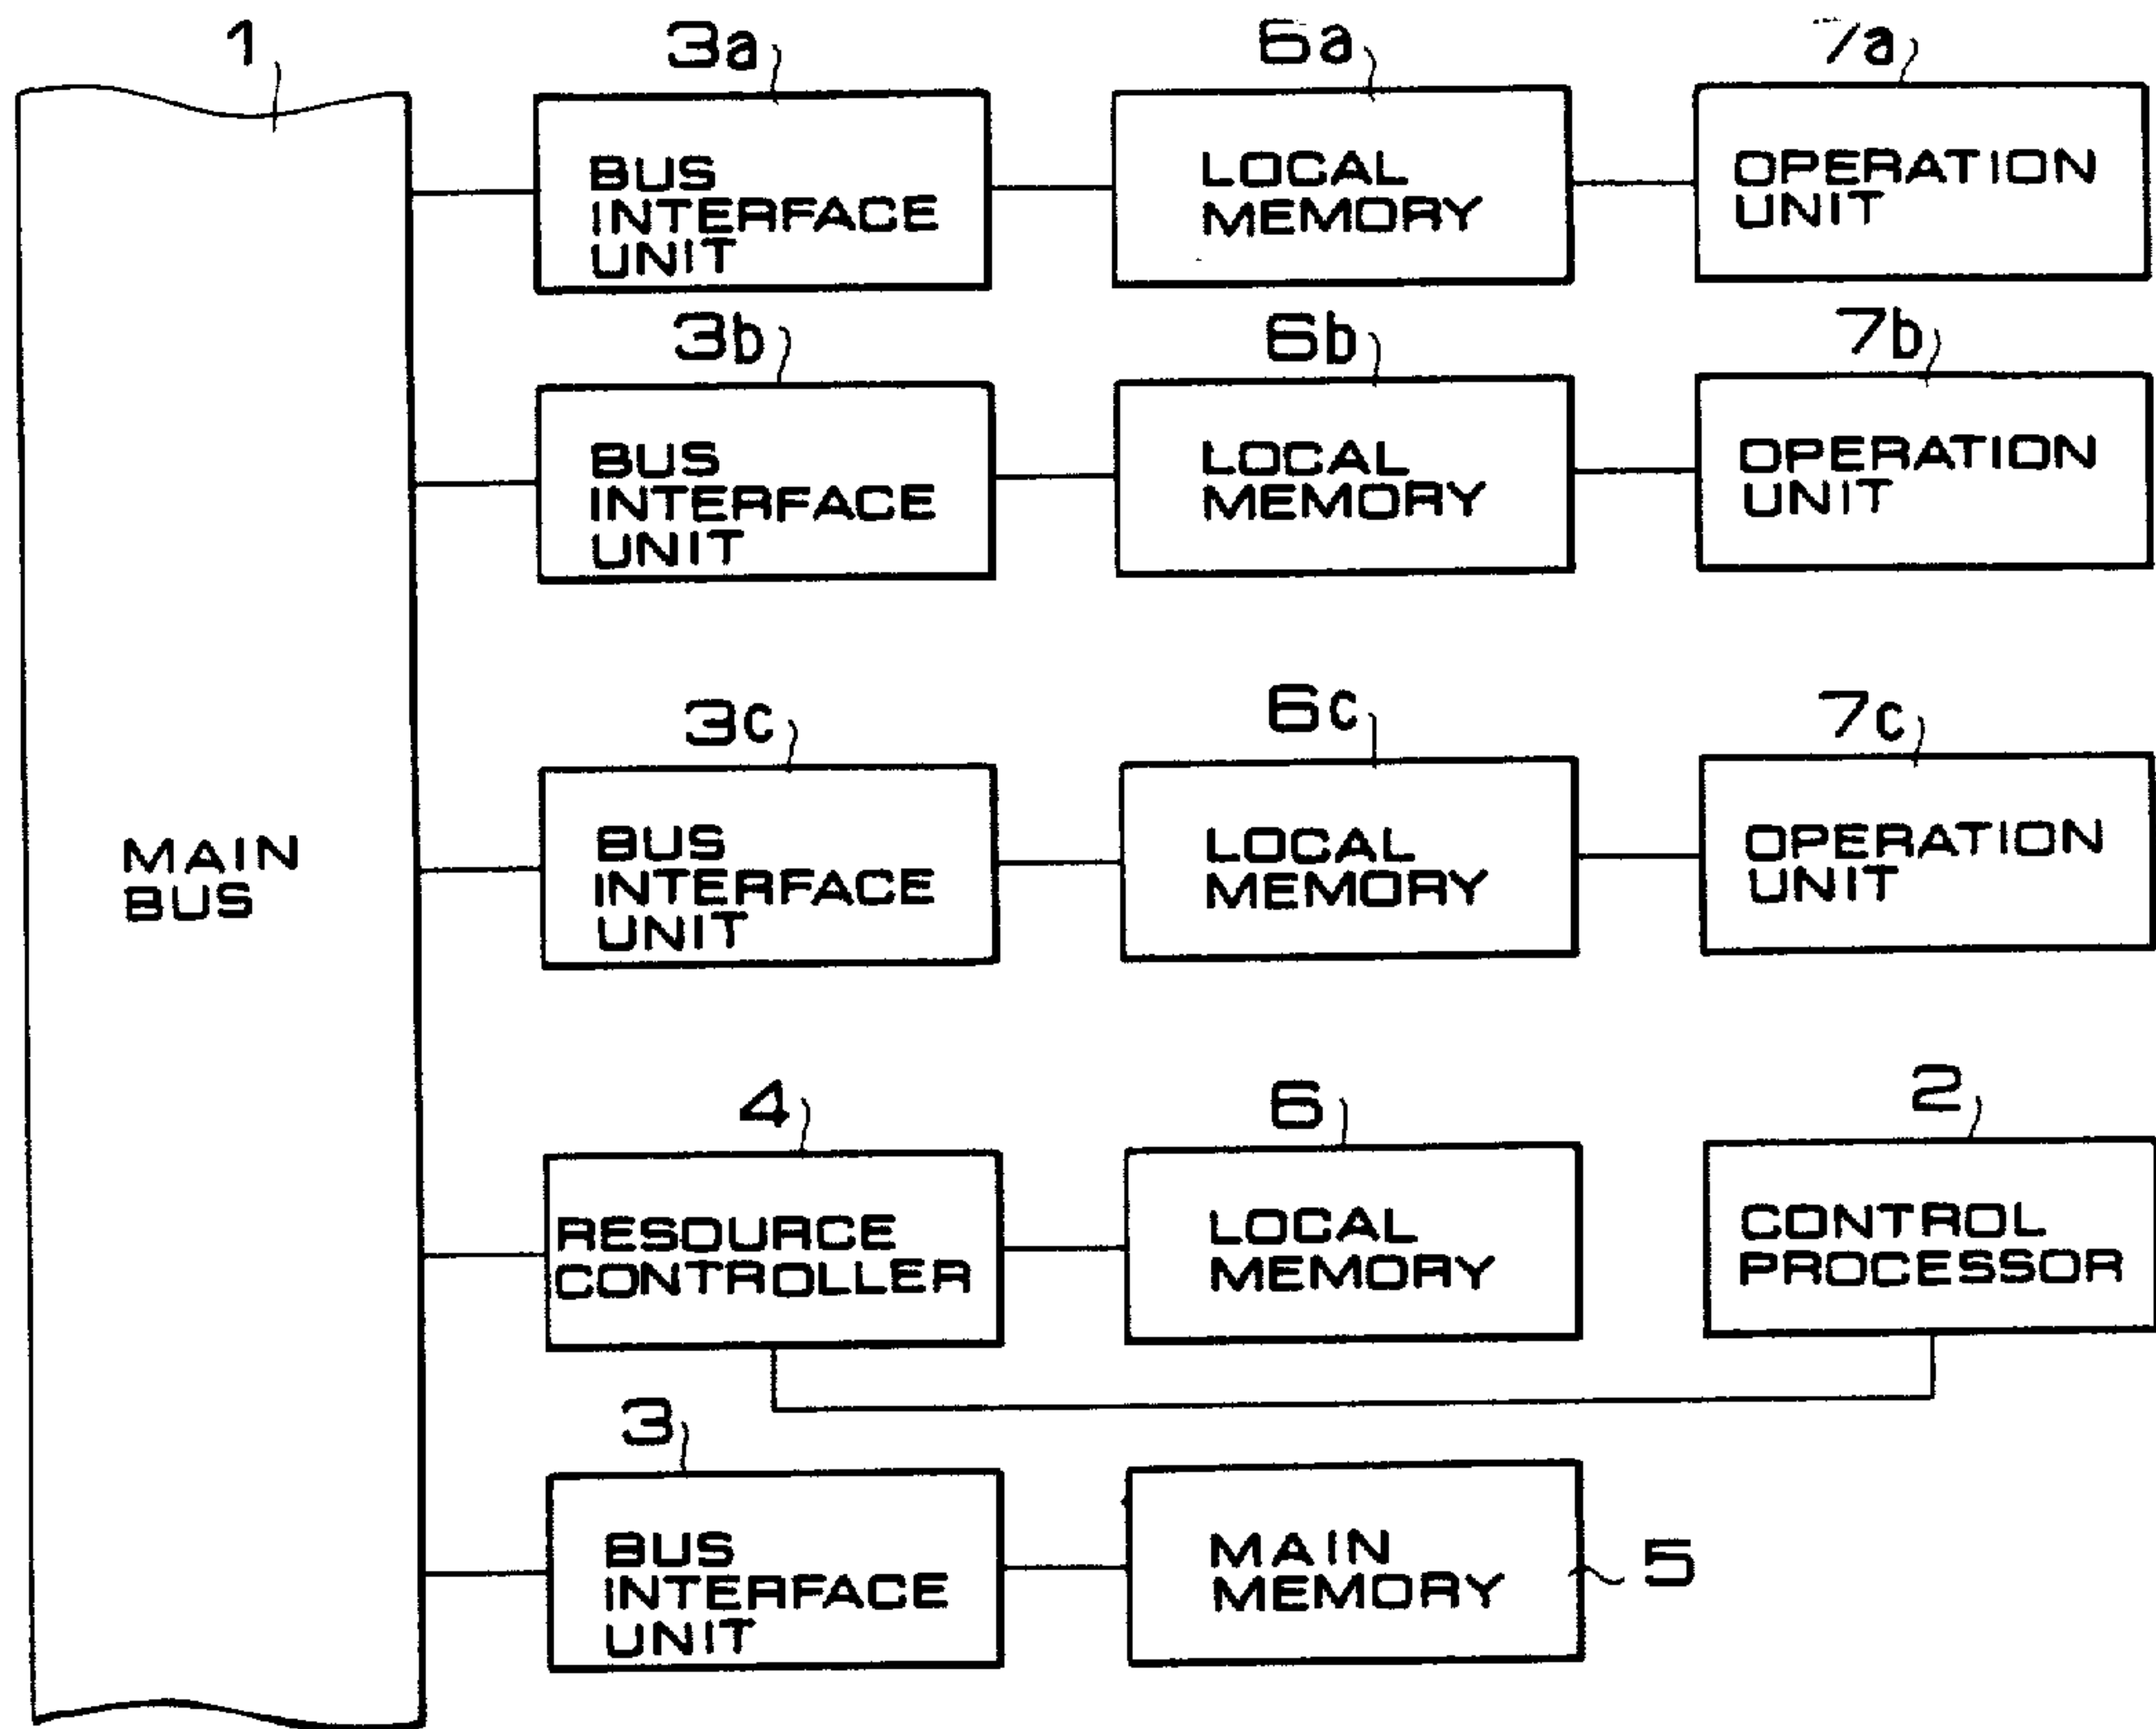 1
3a
6a
7a
BUS
INTERFACE
UNIT
LOCAL
MEMORY
OPERATION
UNIT
3b
6b
7b
BUS
INTERFACE
UNIT
LOCAL
MEMORY
OPERATION
UNIT
MAIN
BUS
3c
6c
7c
BUS
INTERFACE
UNIT
LOCAL
MEMORY
OPERATION
UNIT
4
6
2
RESOURCE
CONTROLLER
LOCAL
MEMORY
CONTROL
PROCESSOR
3
BUS
INTERFACE
UNIT
MAIN
MEMORY
5